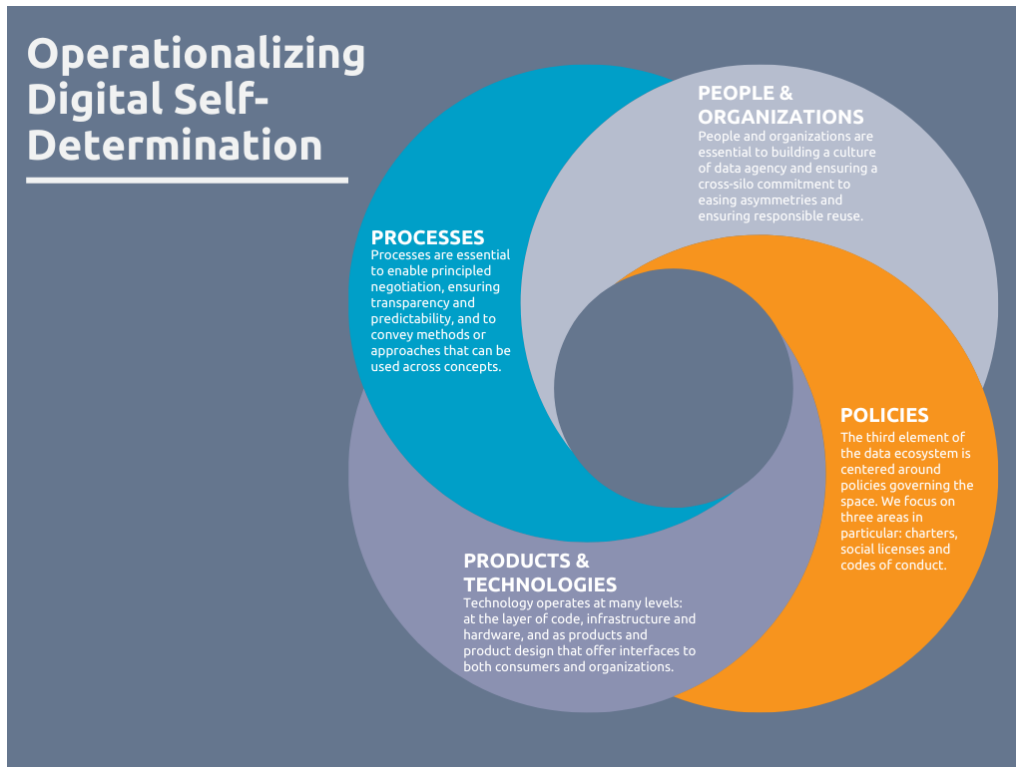 Operationalizing
Digital Self-
Determination
PEOPLE &
ORGANIZATIONS
People and organizations are
essential to building a culture
of data agency and ensuring a
cross-silo commitment to
easing asymmetries and
ensuring responsible reuse.
PROCESSES
Processes are essential
to enable principled
negotiation, ensuring
transparency and
predictability, and to
convey methods or
approaches that can be
used across concepts.
POLICIES
The third element of
the data ecosystem is
centered around
policies governing the
space. We focus on
three areas in
particular: charters,
social licenses and
codes of conduct.
PRODUCTS &
TECHNOLOGIES
Technology operates at many levels:
at the layer of code, infrastructure and
hardware, and as products and
product design that offer interfaces to
both consumers and organizations.